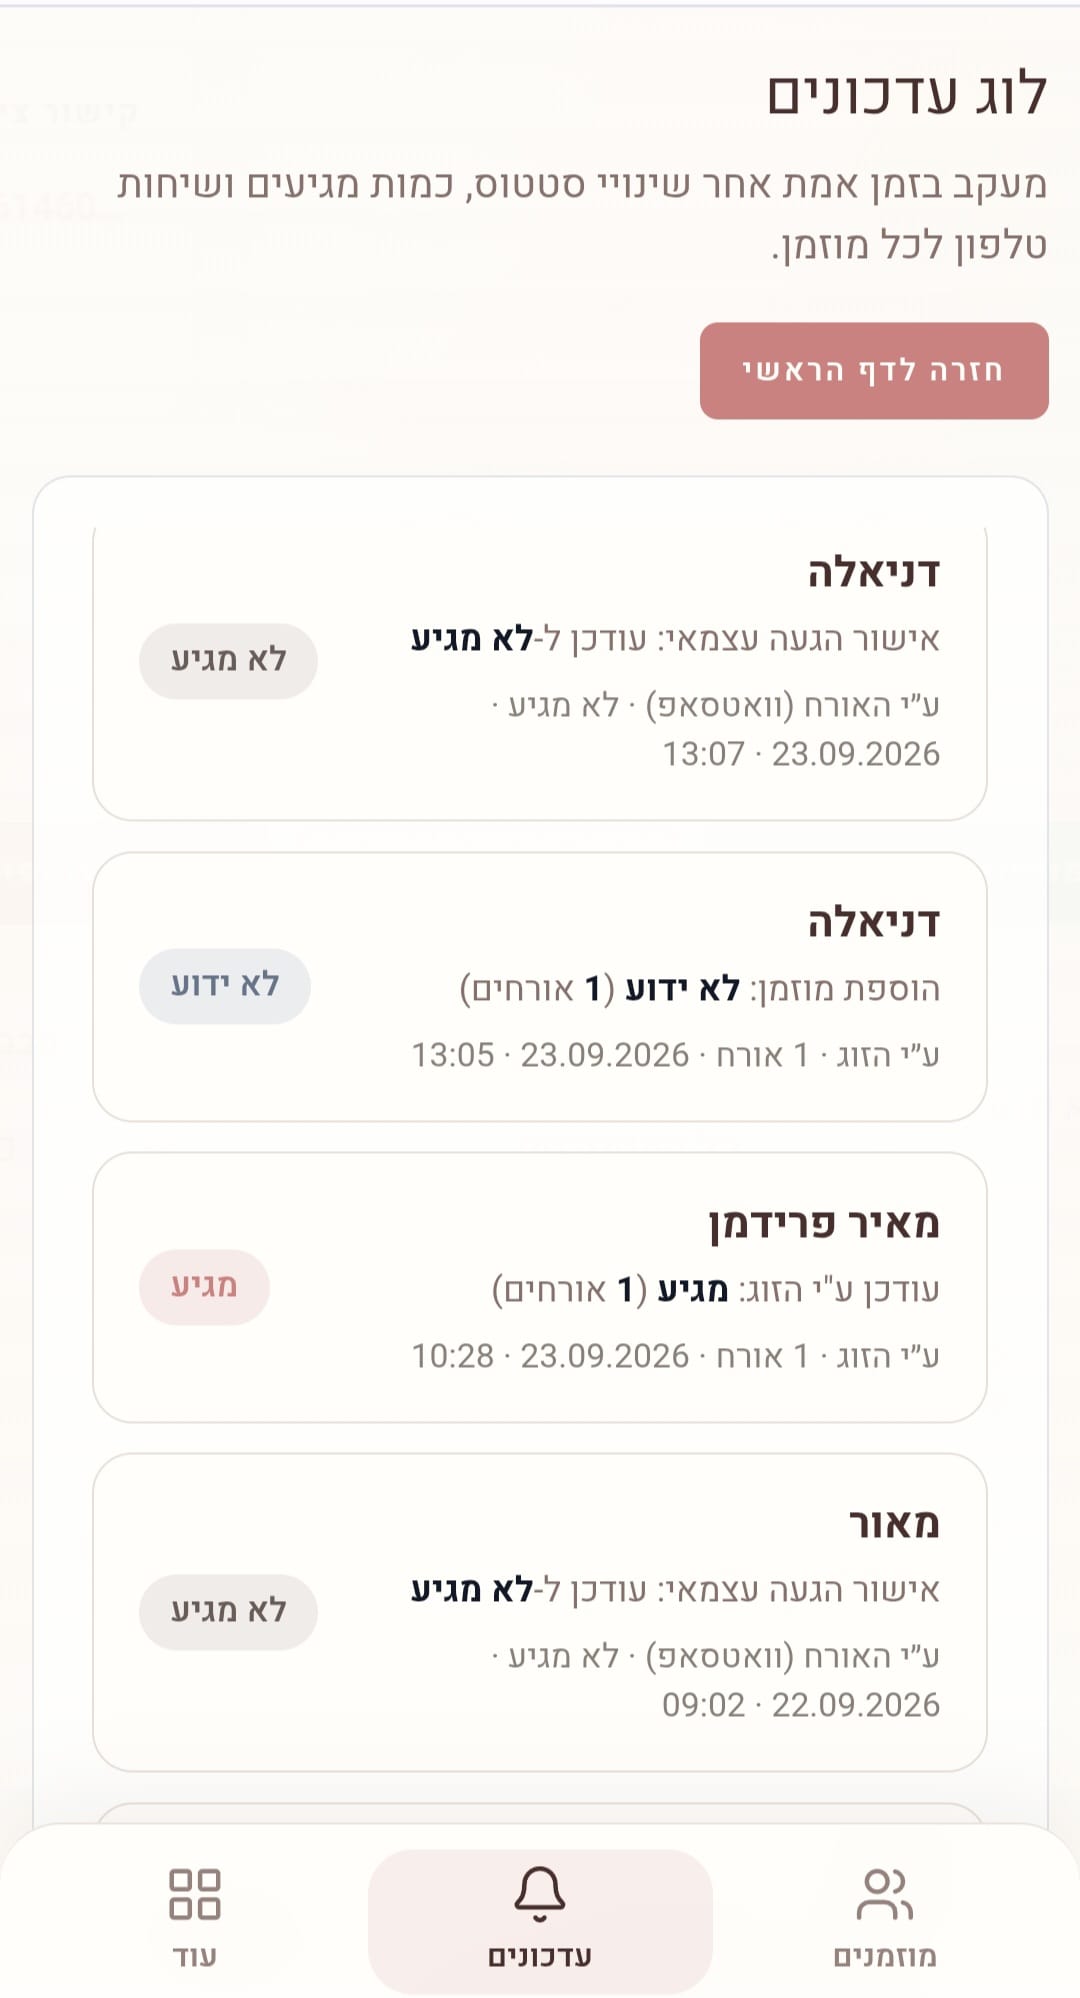 לוג עדכונים
מעקב בזמן אמת אחר שינויי סטטוס, כמות מגיעים ושיחות
טלפון לכל מוזמן.
חזרה לדף הראשי
דניאלה
אישור הגעה עצמאי: עודכן ל-לא מגיע
לא מגיע
ע״י האורח (וואטסאפ) · לא מגיע ·
23.09.2026 · 13:07
דניאלה
הוספת מוזמן: לא ידוע (1 אורחים)
לא ידוע
ע״י הזוג · 1 אורח · 23.09.2026 · 13:05
מאיר פרידמן
עודכן ע"י הזוג: מגיע (1 אורחים)
מגיע
ע״י הזוג · 1 אורח · 23.09.2026 · 10:28
מאור
אישור הגעה עצמאי: עודכן ל-לא מגיע
לא מגיע
ע״י האורח (וואטסאפ) · לא מגיע ·
22.09.2026 · 09:02
מוזמנים
עדכונים
עוד